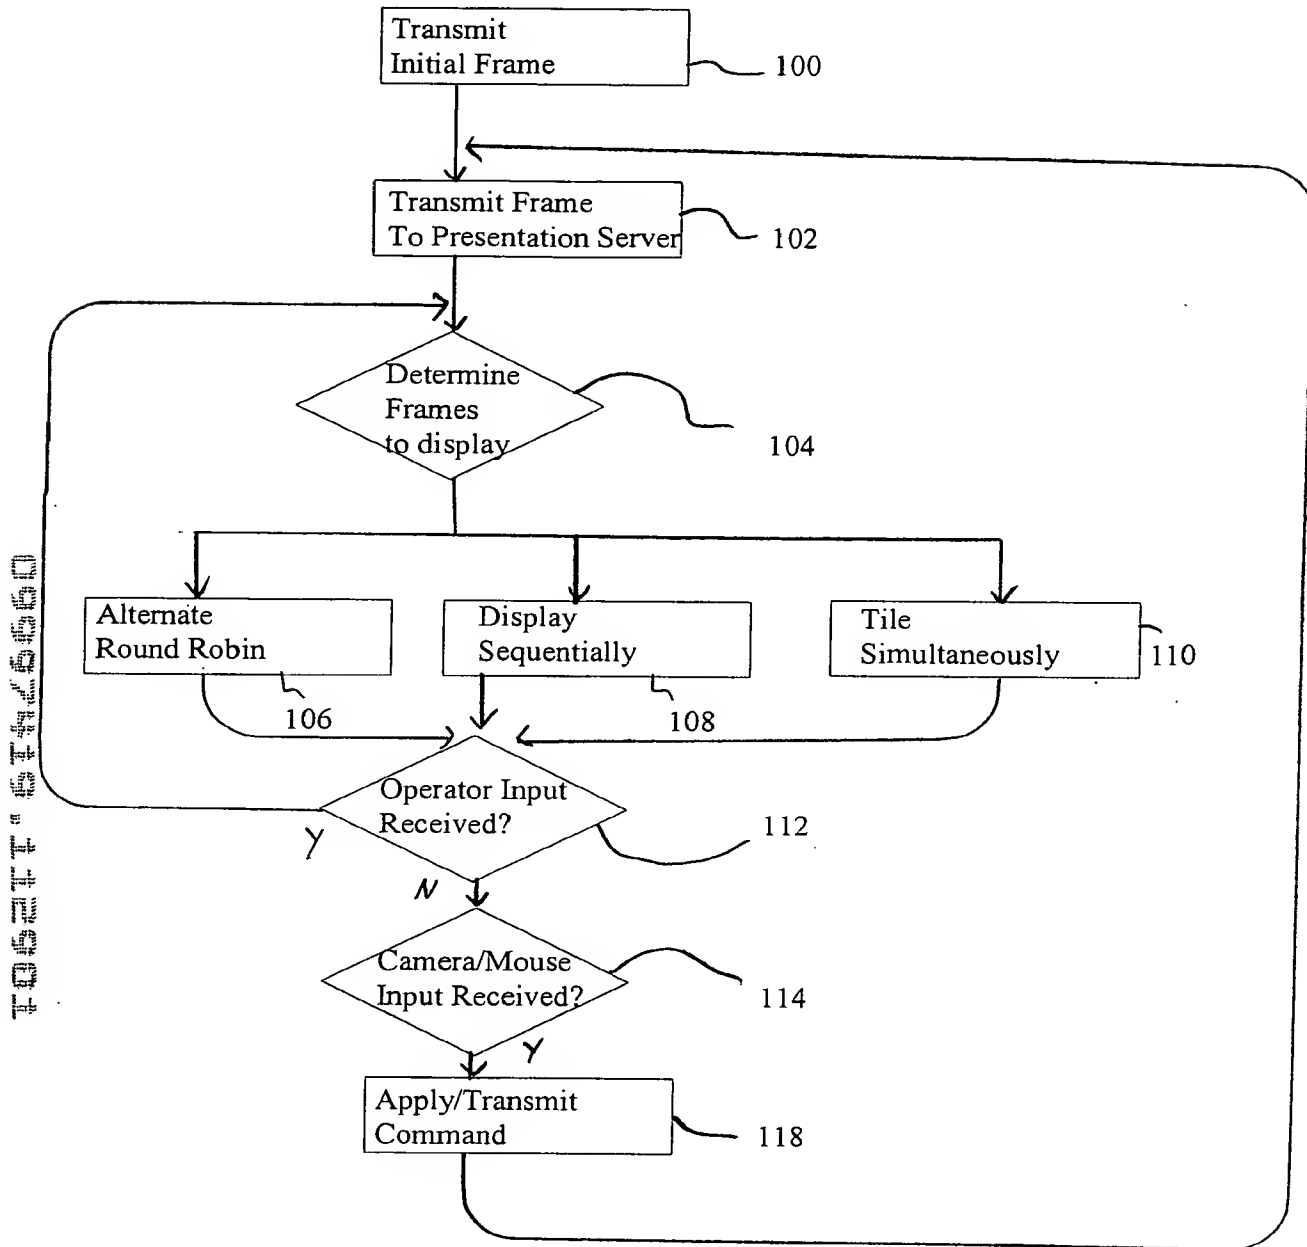 Transmit
Initial Frame
100
Transmit Frame
To Presentation Server
102
Determine
Frames
to display
104
Alternate
Round Robin
106
Display
Sequentially
108
Tile
Simultaneously
110
Operator Input
Received?
112
Y
N
Camera/Mouse
Input Received?
114
Y
Apply/Transmit
Command
118
09997419.112901